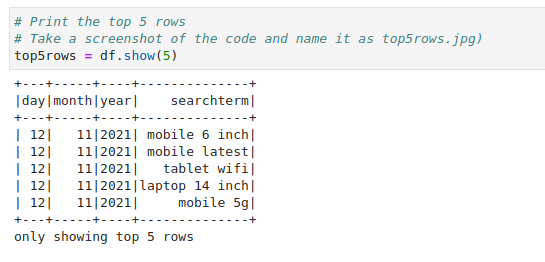 # Print the top 5 rows
# Take a screenshot of the code and name it as top5rows.jpg)
top5rows = df.show(5)
+---+-----+----+--------------+
|day|month|year|    searchterm|
+---+-----+----+--------------+
| 12|   11|2021| mobile 6 inch|
| 12|   11|2021| mobile latest|
| 12|   11|2021|   tablet wifi|
| 12|   11|2021|laptop 14 inch|
| 12|   11|2021|     mobile 5g|
+---+-----+----+--------------+
only showing top 5 rows